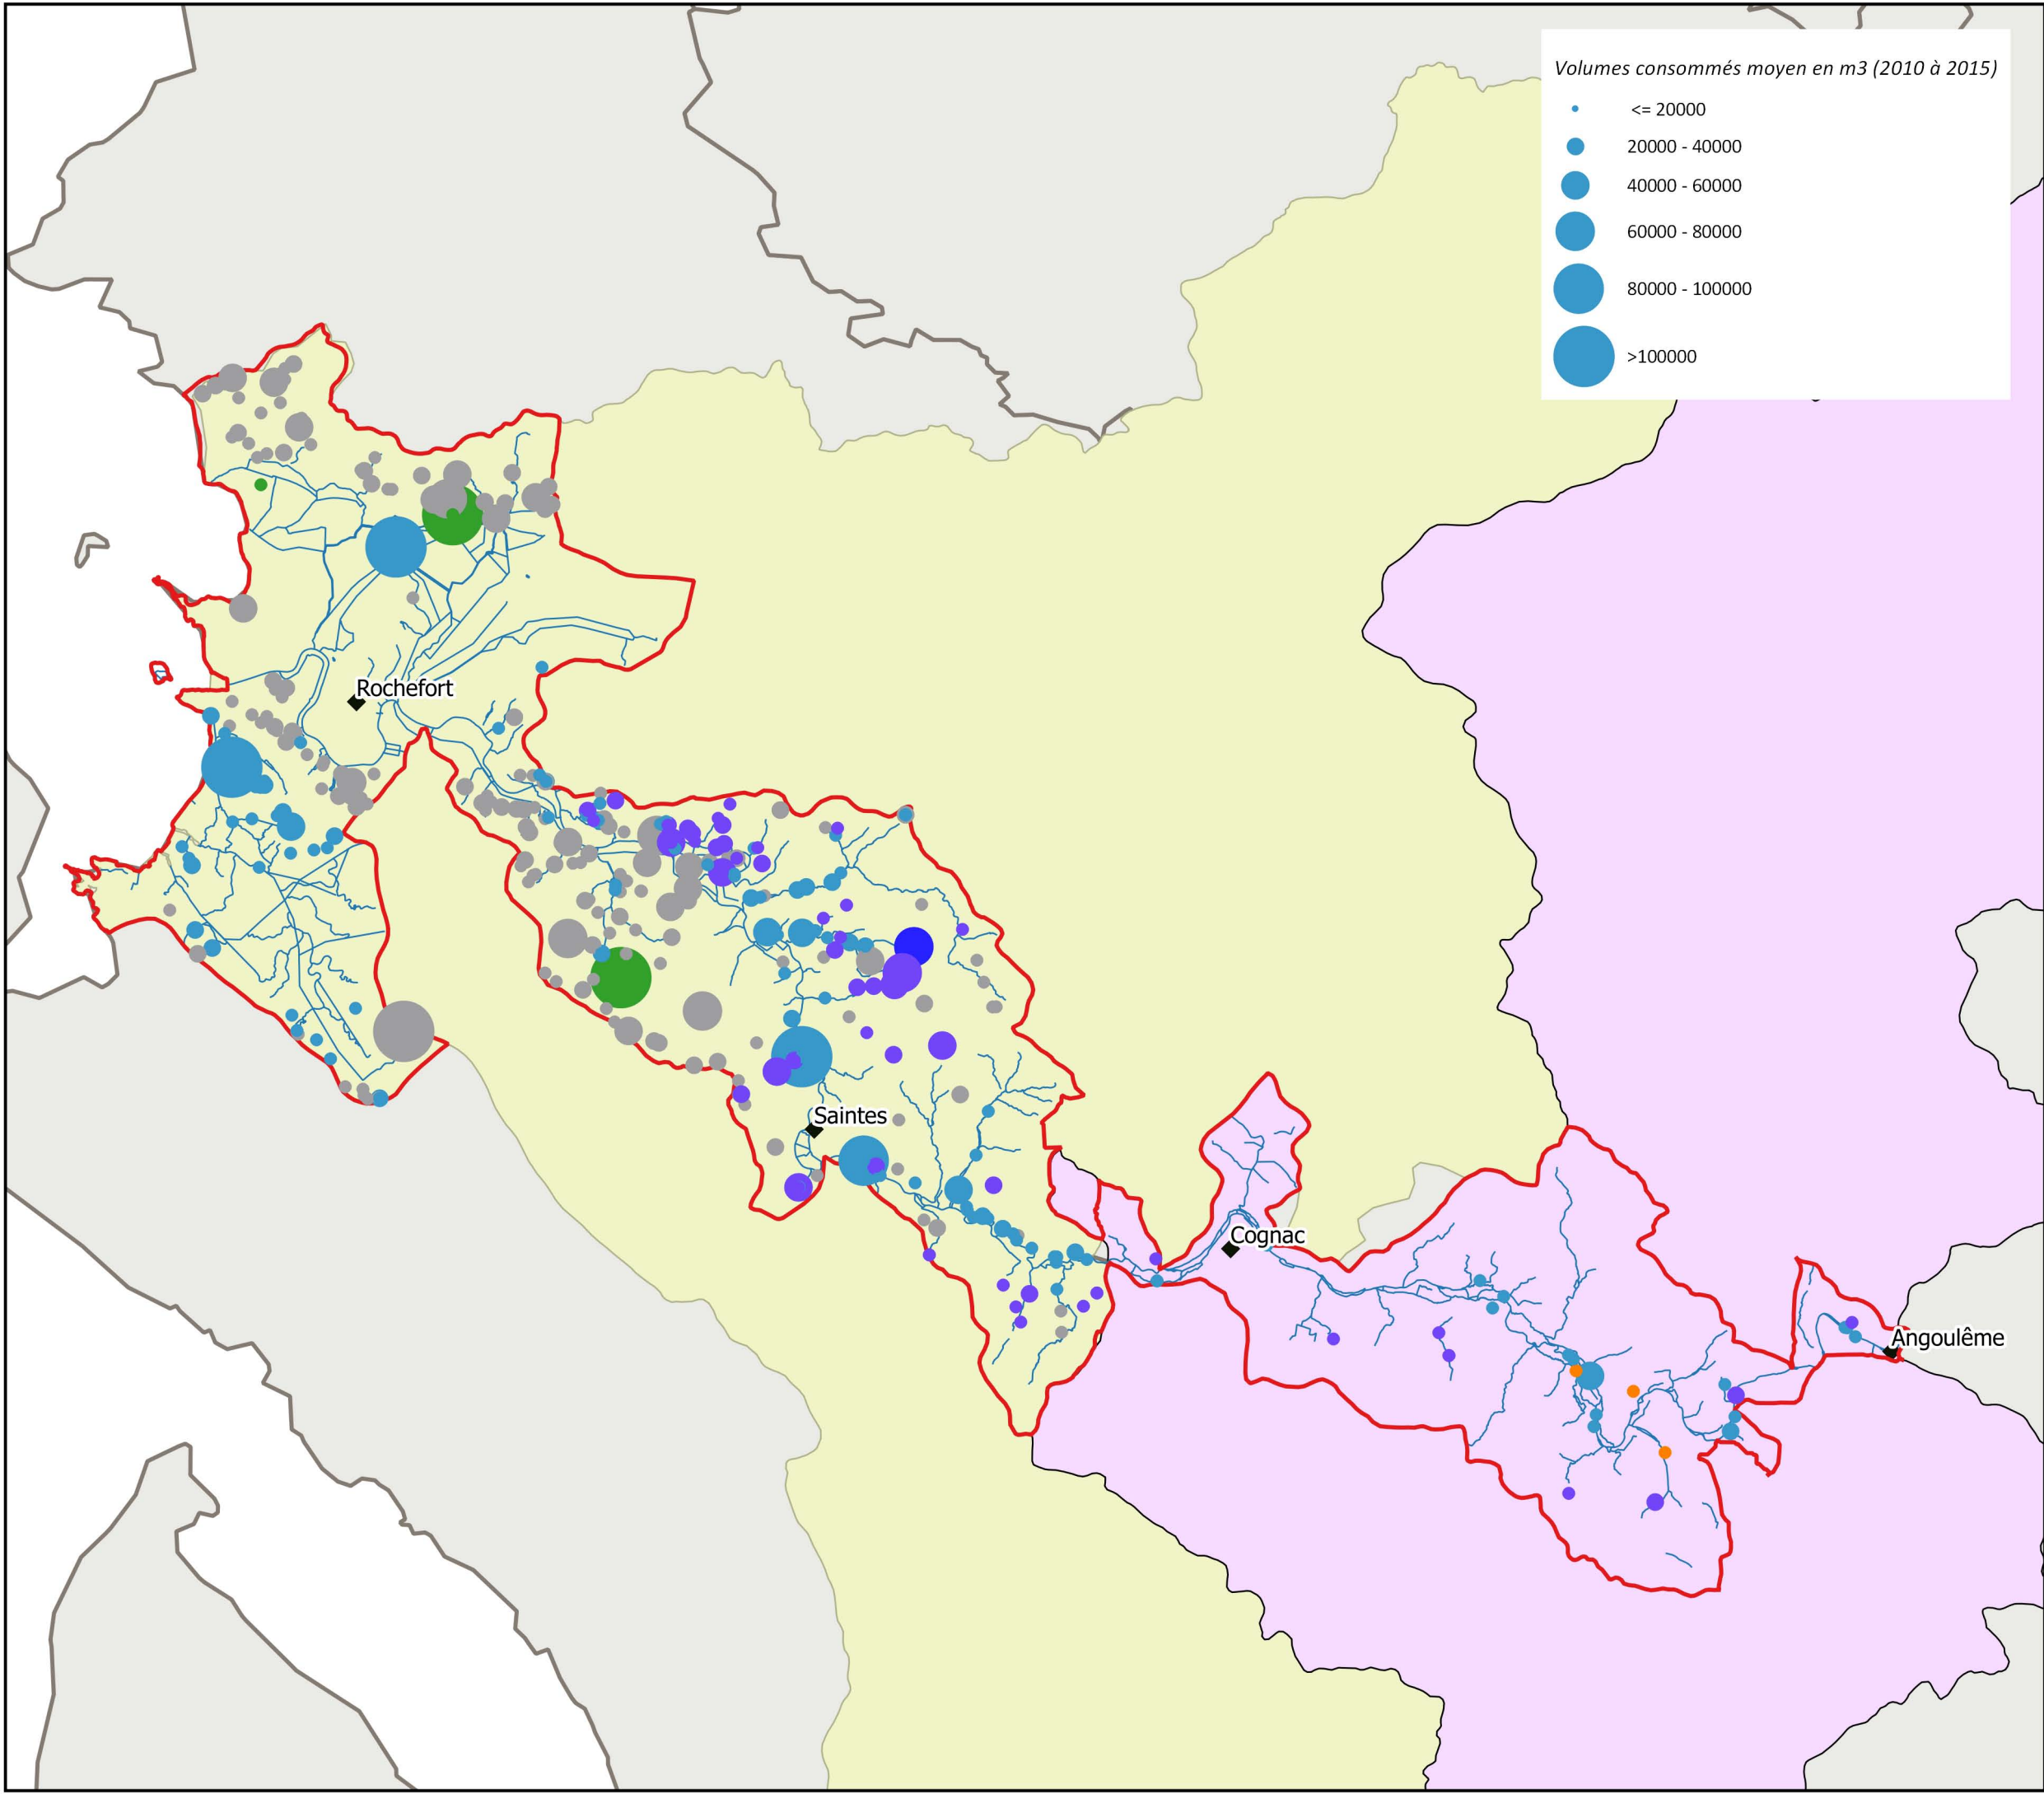 Volumes consommés moyen en m3 (2010 à 2015)
<= 20000
20000 - 40000
40000 - 60000
60000 - 80000
80000 - 100000
>100000
Rochefort
Saintes
Cognac
Angoulême